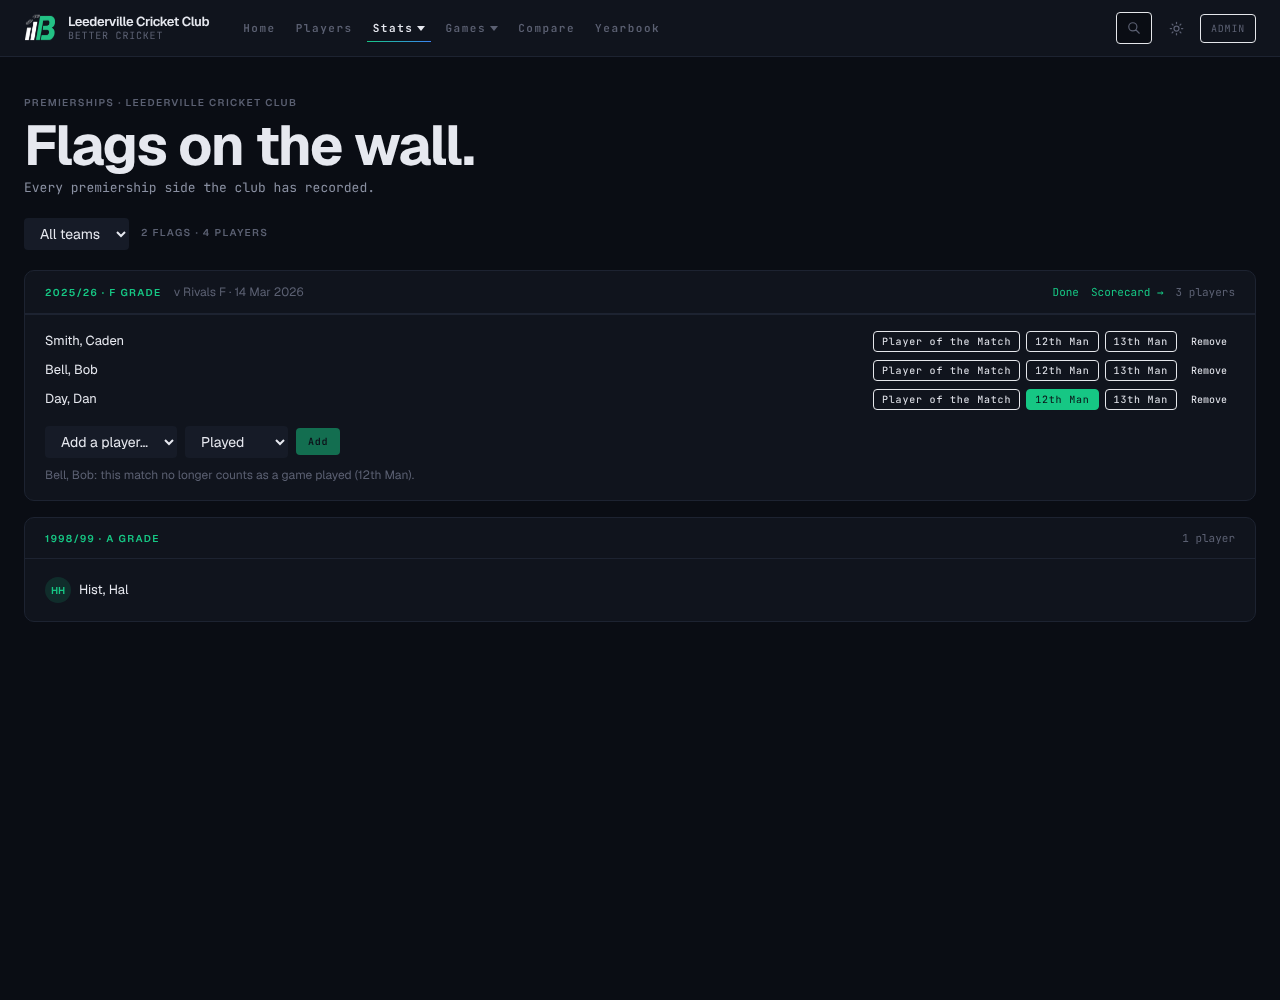 Leederville Cricket Club
BETTER CRICKET
Home Players Stats Games Compare Yearbook
ADMIN
PREMIERSHIPS · LEEDERVILLE CRICKET CLUB
Flags on the wall.
Every premiership side the club has recorded.
All teams 2 FLAGS · 4 PLAYERS
2025/26 · F GRADE v Rivals F · 14 Mar 2026 Done Scorecard → 3 players
Smith, Caden Player of the Match 12th Man 13th Man Remove
Bell, Bob Player of the Match 12th Man 13th Man Remove
Day, Dan Player of the Match 12th Man 13th Man Remove
Add a player... Played Add
Bell, Bob: this match no longer counts as a game played (12th Man).
1998/99 · A GRADE 1 player
HH Hist, Hal